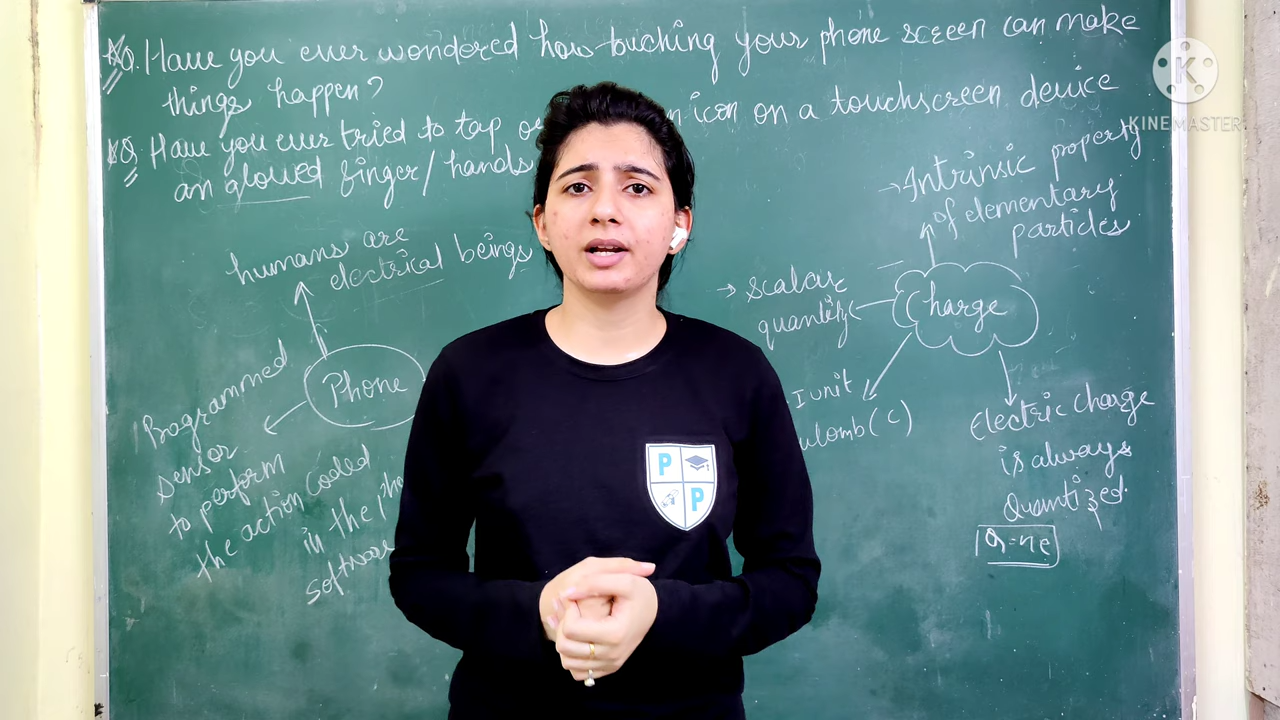 Q. Have you ever wondered how touching your phone screen can make
things happen?
Q. Have you ever tried to tap icon on a touchscreen device
an gloved finger/hands
humans are
electrical beings
Phone
Programmed
sensor
to perform
the action coded
in the
software
→ Intrinsic property
of elementary
particles
Charge
→ scalar
quantity
unit
(C)
Electric Charge
is always
Quantized
Q=ne
P
P
K
KINEMASTER